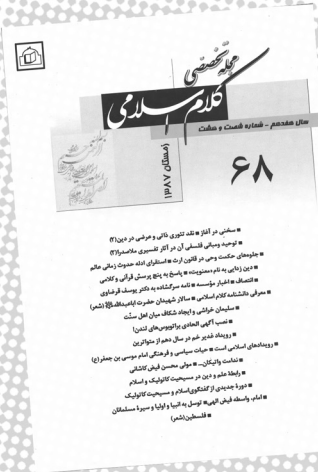 مجله تخصصی
کلام اسلامی
سال هفدهم - شماره شصت و هشت
زمستان ۱۳۸۷
۶۸
■ سخنی در آغاز ■ نقد تئوری ذاتی و عرضی در دین(۲)
■ توحید ومبانی فلسفی آن در آثار تفسیری ملاصدرا(۲)
■ جلوه‌های حکمت وحی در قانون ارث ■ استقرای ادله حدوث زمانی عالم
■ دین زدایی به نام «معنویت» ■ پاسخ به پنج پرسش قرآنی و کلامی
■ انتصاف ■ اخبار مؤسسه ■ نامه سرگشاده به دکتر یوسف قرضاوی
■ معرفی دانشنامه کلام اسلامی ■ سالار شهیدان حضرت اباعبدالله (شعر)
■ سلیمان خراشی و ایجاد شکاف میان اهل سنّت
■ نصب آگهی الحادی براتوبوس‌های لندن!
■ رویداد غدیر خم در سال دهم از متواترین
رویدادهای اسلامی است ■ حیات سیاسی و فرهنگی امام موسی بن جعفر(ع)
■ ندامت واتیکان... ■ مولی محسن فیض کاشانی
■ رابطهٔ علم و دین در مسیحیت کاتولیک و اسلام
■ دورهٔ جدیدی از گفتگوی اسلام و مسیحیت کاتولیک
■ امام، واسطه فیض الهی ■ توسل به انبیا و اولیا و سیرهٔ مسلمانان
■ فلسطین(شعر)